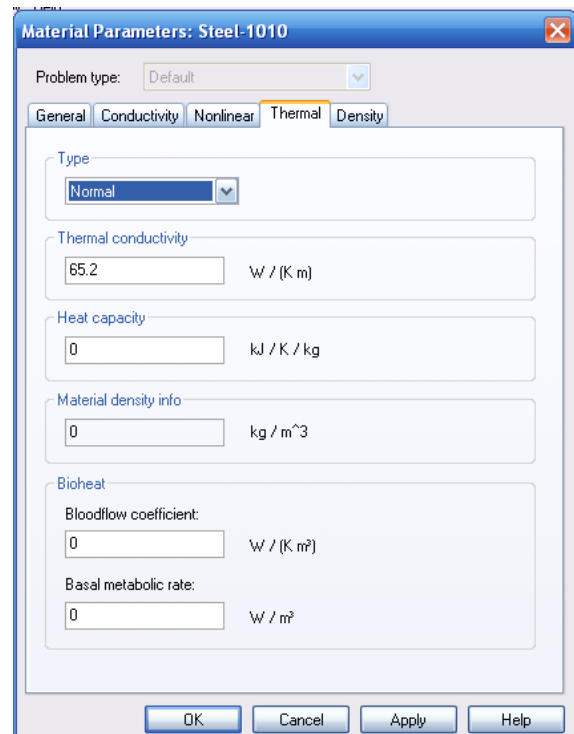 Material Parameters: Steel-1010
Problem type: Default
General Conductivity Nonlinear Thermal Density
Type
Normal
Thermal conductivity
65.2 W / (K m)
Heat capacity
0 kJ / K / kg
Material density info
0 kg / m^3
Bioheat
Bloodflow coefficient:
0 W / (K m³)
Basal metabolic rate:
0 W / m³
OK Cancel Apply Help